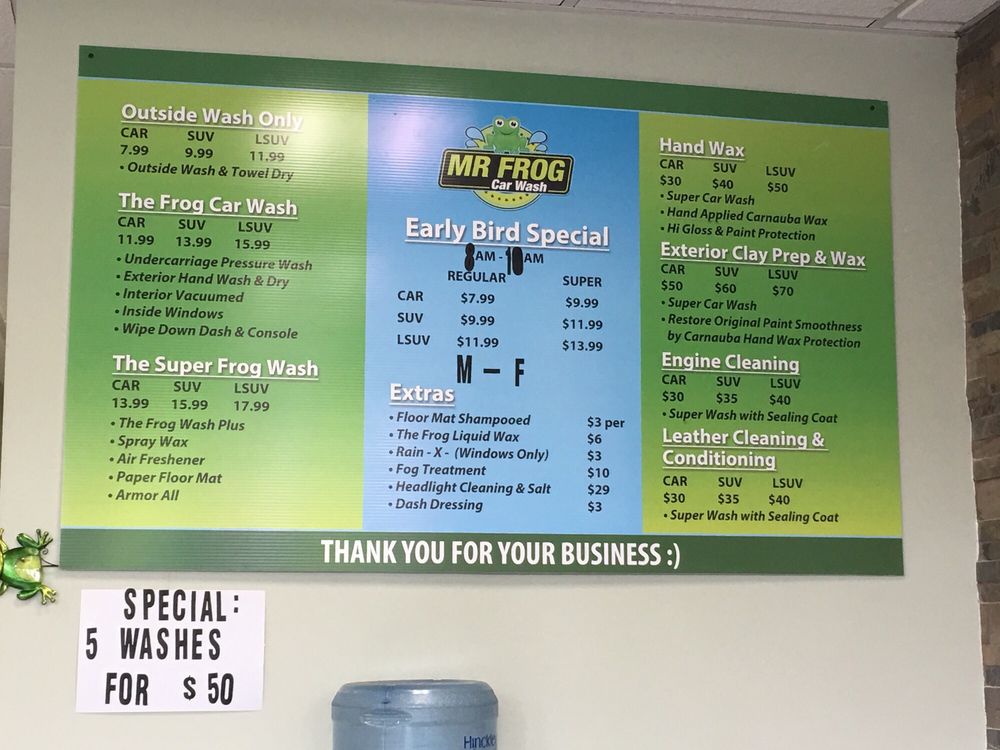 Outside Wash Only
CAR SUV LSUV
7.99 9.99 11.99
• Outside Wash & Towel Dry
The Frog Car Wash
CAR SUV LSUV
11.99 13.99 15.99
• Undercarriage Pressure Wash
• Exterior Hand Wash & Dry
• Interior Vacuumed
• Inside Windows
• Wipe Down Dash & Console
The Super Frog Wash
CAR SUV LSUV
13.99 15.99 17.99
• The Frog Wash Plus
• Spray Wax
• Air Freshener
• Paper Floor Mat
• Armor All
MR FROG
Car Wash
Early Bird Special
8AM - 10AM
REGULAR SUPER
CAR $7.99 $9.99
SUV $9.99 $11.99
LSUV $11.99 $13.99
M - F
Extras
• Floor Mat Shampooed $3 per
• The Frog Liquid Wax $6
• Rain - X - (Windows Only) $3
• Fog Treatment $10
• Headlight Cleaning & Salt $29
• Dash Dressing $3
Hand Wax
CAR SUV LSUV
$30 $40 $50
• Super Car Wash
• Hand Applied Carnauba Wax
• Hi Gloss & Paint Protection
Exterior Clay Prep & Wax
CAR SUV LSUV
$50 $60 $70
• Super Car Wash
• Restore Original Paint Smoothness
by Carnauba Hand Wax Protection
Engine Cleaning
CAR SUV LSUV
$30 $35 $40
• Super Wash with Sealing Coat
Leather Cleaning &
Conditioning
CAR SUV LSUV
$30 $35 $40
• Super Wash with Sealing Coat
THANK YOU FOR YOUR BUSINESS :)
SPECIAL:
5 WASHES
FOR $50